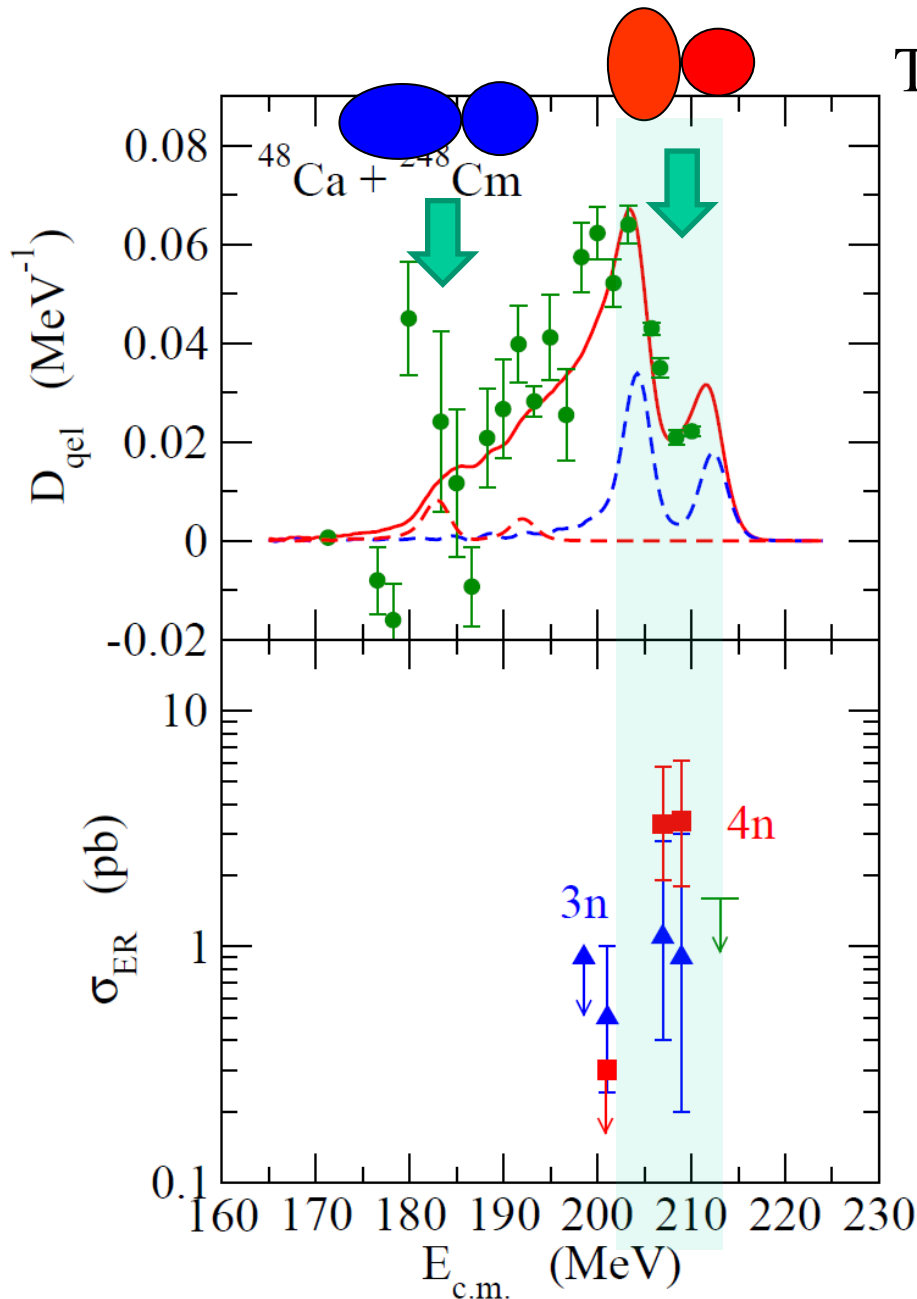 T
⁴⁸Ca + ²⁴⁸Cm
D_qel (MeV⁻¹)
0.08
0.06
0.04
0.02
0
-0.02
σ_ER (pb)
10
1
0.1
3n
4n
160 170 180 190 200 210 220 230
E_c.m. (MeV)